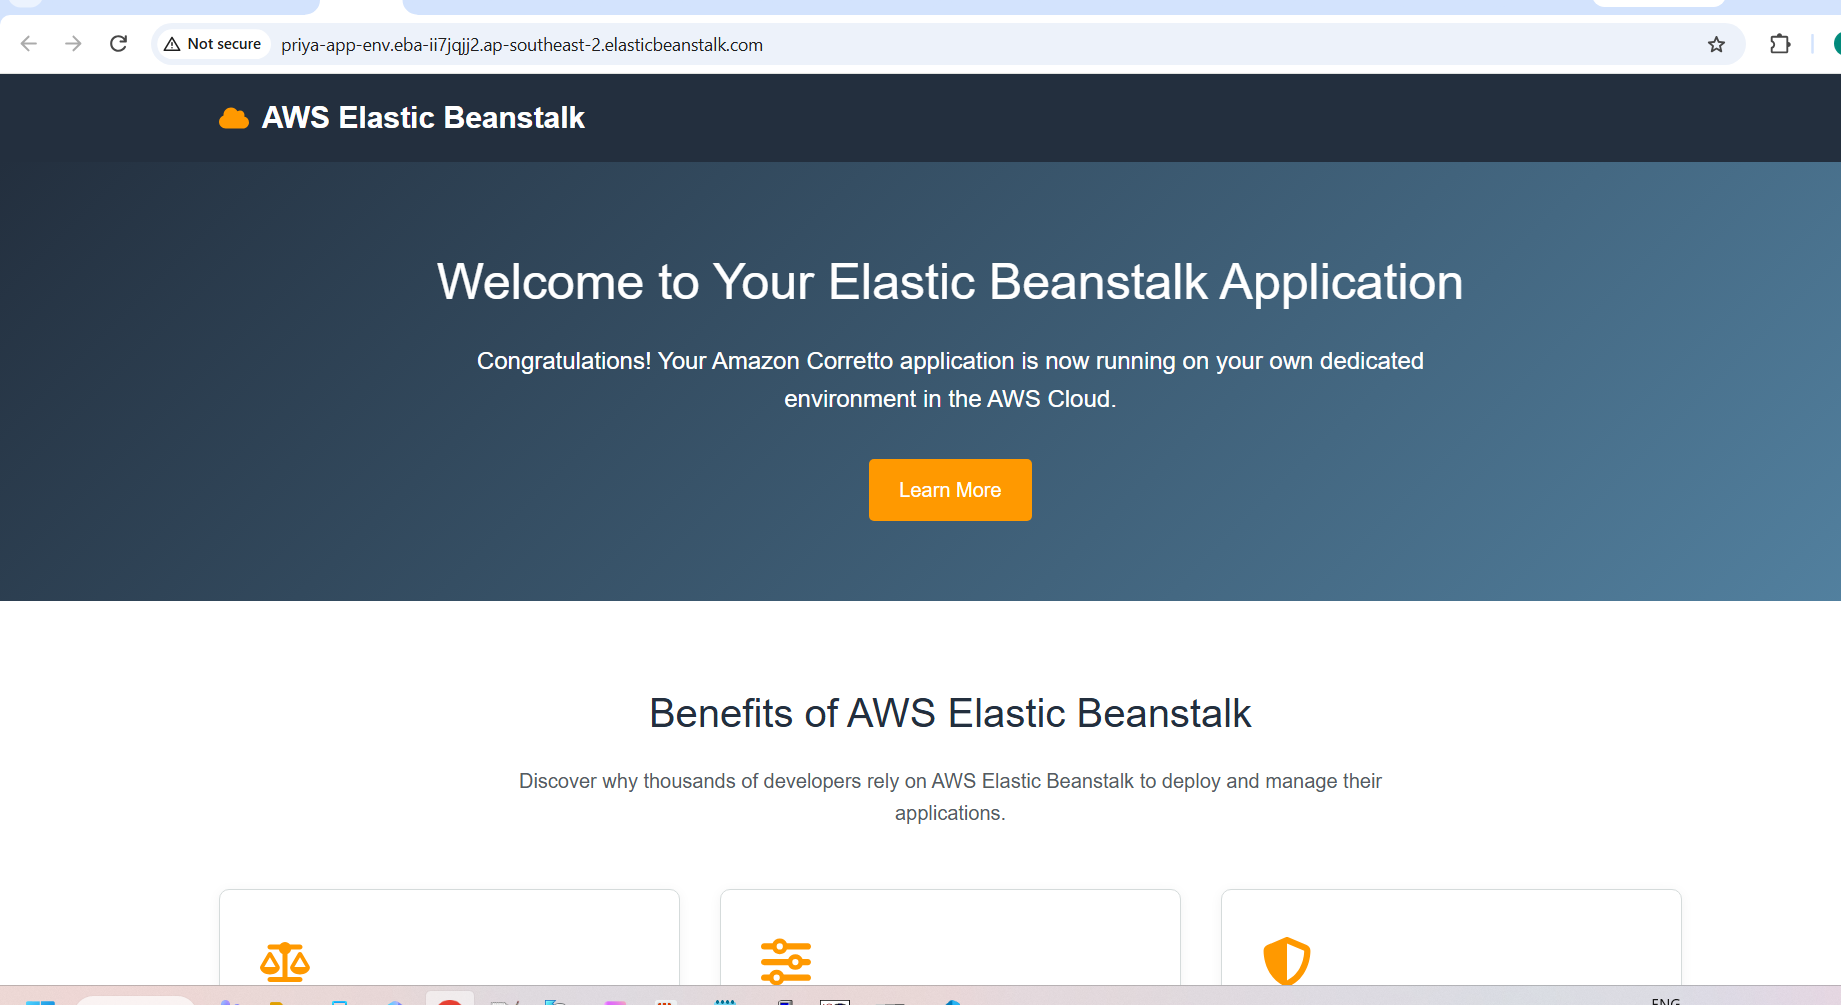 Not secure priya-app-env.eba-ii7jqjj2.ap-southeast-2.elasticbeanstalk.com
AWS Elastic Beanstalk
Welcome to Your Elastic Beanstalk Application
Congratulations! Your Amazon Corretto application is now running on your own dedicated
environment in the AWS Cloud.
Learn More
Benefits of AWS Elastic Beanstalk
Discover why thousands of developers rely on AWS Elastic Beanstalk to deploy and manage their
applications.
ENG